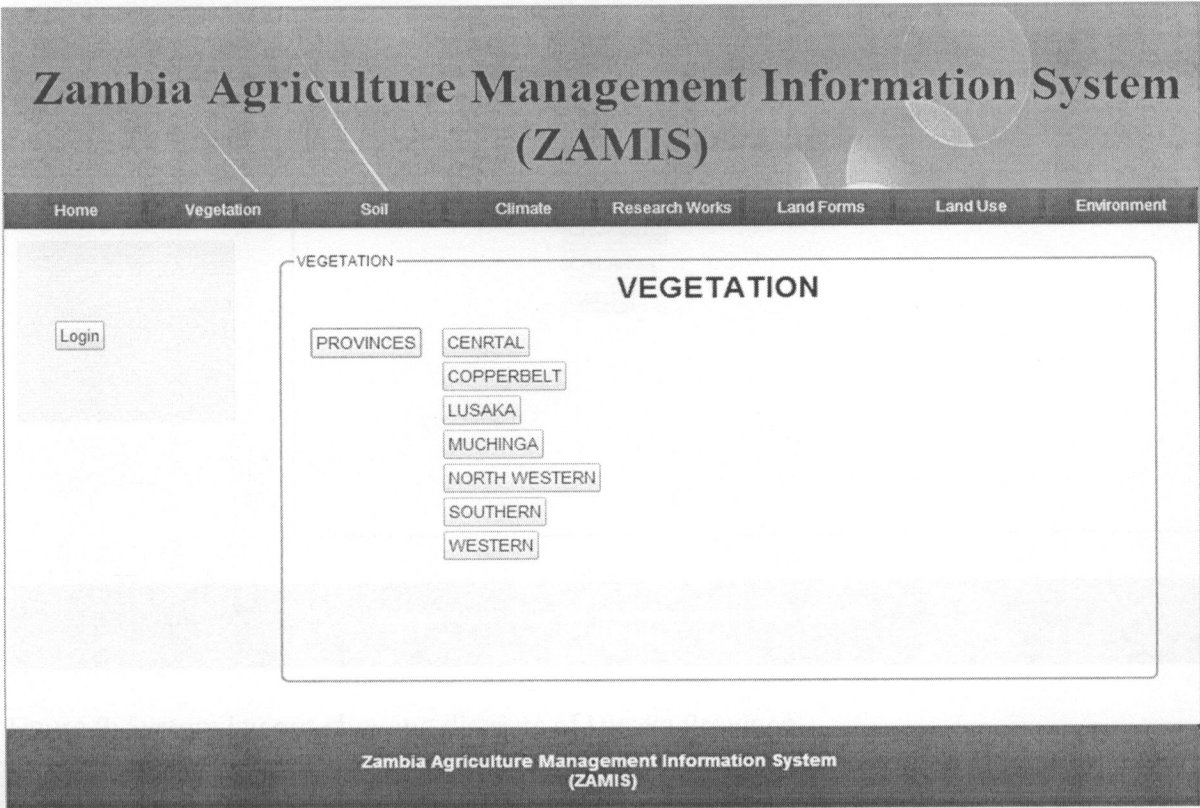 Zambia Agriculture Management Information System
(ZAMIS)
Home Vegetation Soil Climate Research Works Land Forms Land Use Environment
VEGETATION
VEGETATION
Login
PROVINCES CENRTAL
COPPERBELT
LUSAKA
MUCHINGA
NORTH WESTERN
SOUTHERN
WESTERN
Zambia Agriculture Management Information System
(ZAMIS)